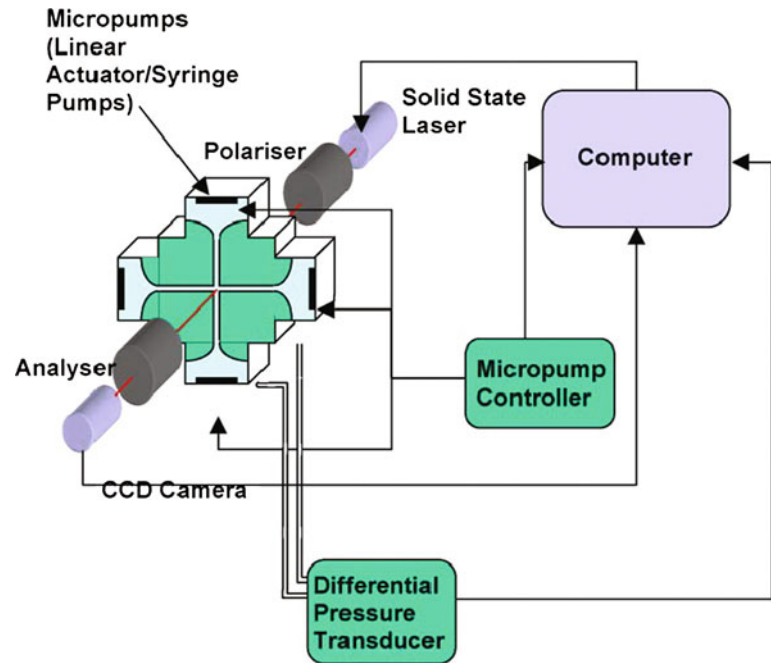 Micropumps
(Linear
Actuator/Syringe
Pumps)
Solid State
Laser
Polariser
Computer
Analyser
Micropump
Controller
CCD Camera
Differential
Pressure
Transducer